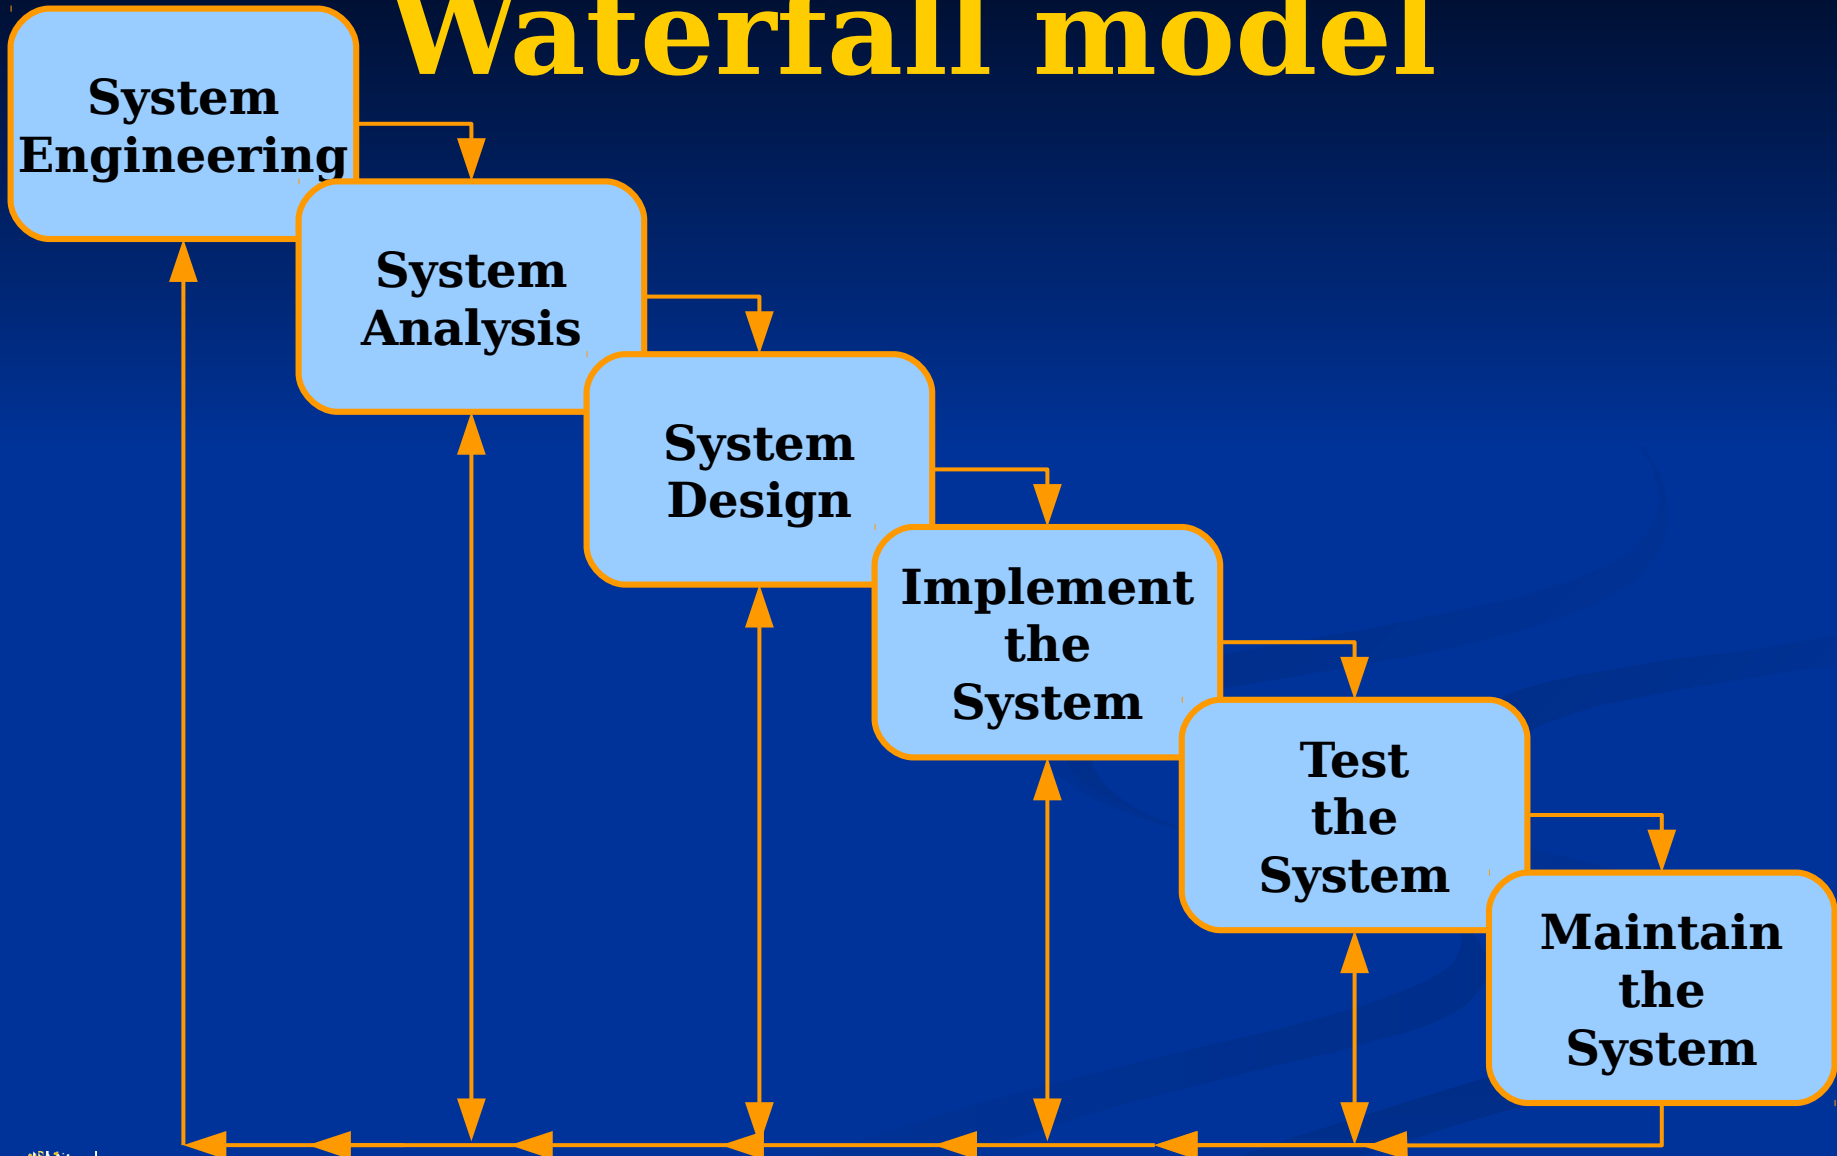 Waterfall model
System
Engineering
System
Analysis
System
Design
Implement
the
System
Test
the
System
Maintain
the
System